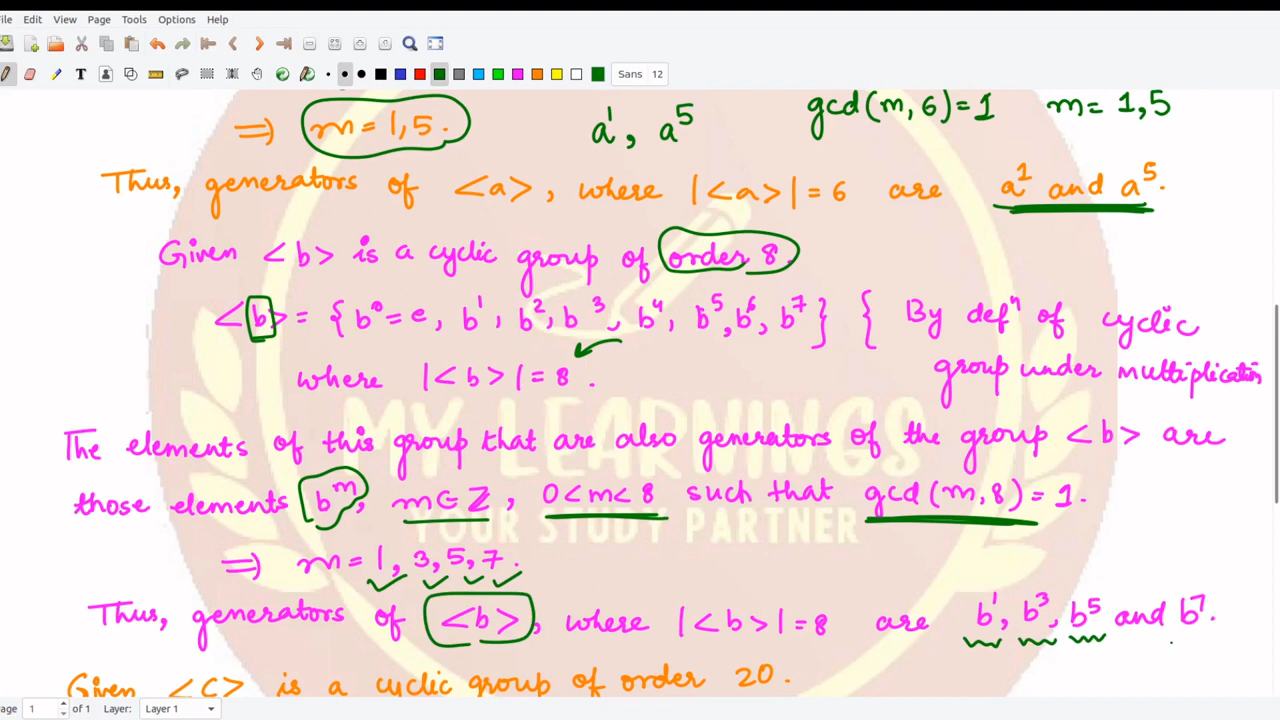 File Edit View Page Tools Options Help
Sans 12
=> m = 1, 5. a¹, a⁵ gcd(m, 6) = 1 m = 1, 5
Thus, generators of <a>, where |<a>| = 6 are a¹ and a⁵.
Given <b> is a cyclic group of order 8.
<b> = {b⁰ = e, b¹, b², b³, b⁴, b⁵, b⁶, b⁷} { By defⁿ of cyclic
group under multiplication
where |<b>| = 8.
The elements of this group that are also generators of the group <b> are
those elements bᵐ, m ∈ Z, 0 < m < 8 such that gcd(m, 8) = 1.
=> m = 1, 3, 5, 7.
Thus, generators of <b>, where |<b>| = 8 are b¹, b³, b⁵ and b⁷.
Given <c> is a cyclic group of order 20.
MY LEARNINGS
YOUR STUDY PARTNER
Page 1 of 1 Layer: Layer 1